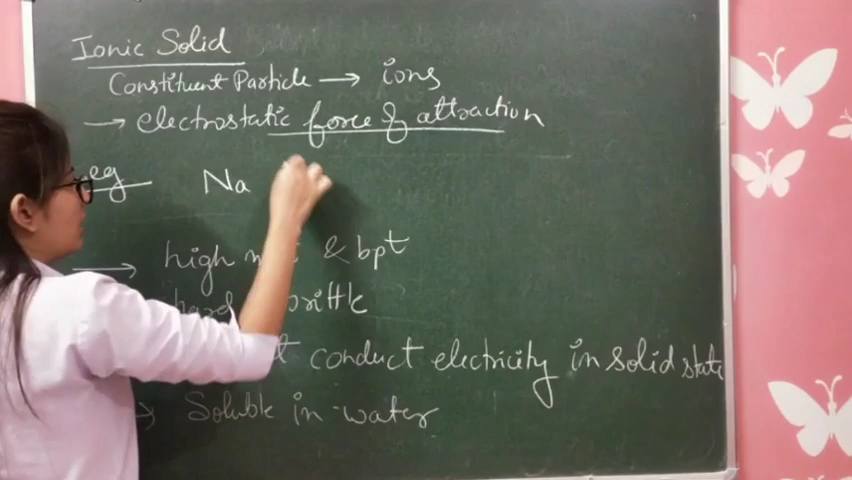 Ionic Solid
Constituent Particle → ions
→ electrostatic force of attraction
eg Na
→ high & bpt
brittle
conduct electricity in solid state
→ Soluble in water